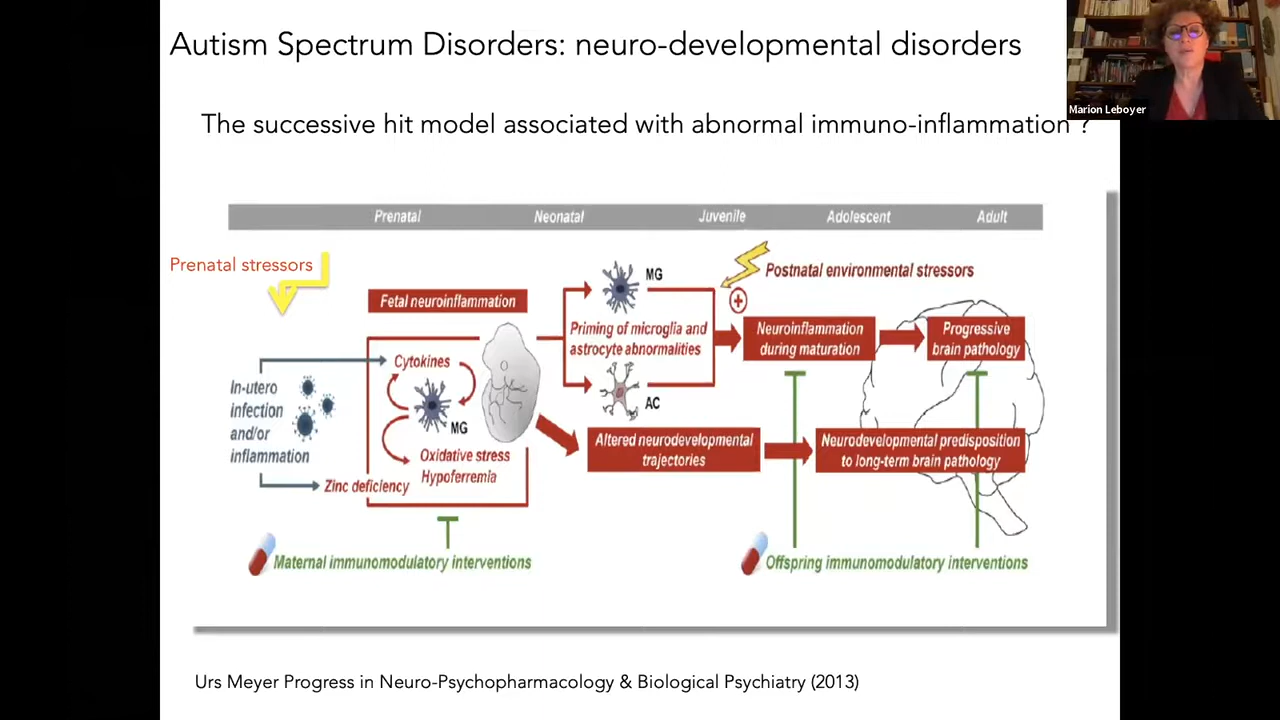 Autism Spectrum Disorders: neuro-developmental disorders
Marion Leboyer
The successive hit model associated with abnormal immuno-inflammation ?
Prenatal
Neonatal
Juvenile
Adolescent
Adult
Prenatal stressors
Postnatal environmental stressors
Fetal neuroinflammation
MG
Priming of microglia and
astrocyte abnormalities
AC
+
Neuroinflammation
during maturation
Progressive
brain pathology
In-utero
infection
and/or
inflammation
Cytokines
MG
Oxidative stress
Hypoferremia
Zinc deficiency
Altered neurodevelopmental
trajectories
Neurodevelopmental predisposition
to long-term brain pathology
Maternal immunomodulatory interventions
Offspring immunomodulatory interventions
Urs Meyer Progress in Neuro-Psychopharmacology & Biological Psychiatry (2013)